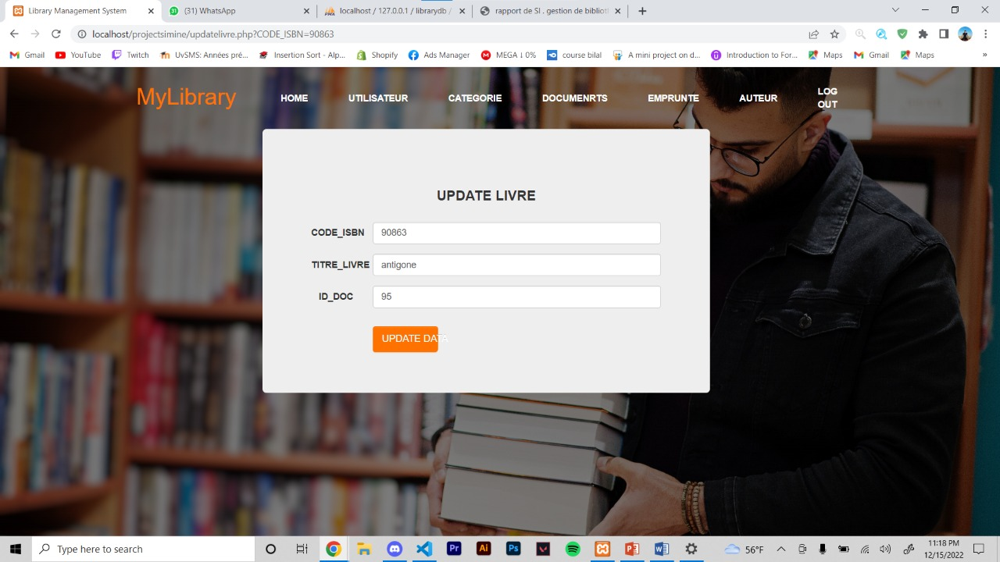 Library Management System
(31) WhatsApp
localhost / 127.0.0.1 / librarydb /
rapport de SI . gestion de bibliotl
localhost/projectsimine/updatelivre.php?CODE_ISBN=90863
Gmail YouTube Twitch UvSMS: Années pré... Insertion Sort - Alp... Shopify Ads Manager MEGA ↓ 0% course bilal A mini project on d... Introduction to For... Maps Gmail Maps »
MyLibrary
HOME UTILISATEUR CATEGORIE DOCUMENRTS EMPRUNTE AUTEUR LOG
OUT
UPDATE LIVRE
CODE_ISBN 90863
TITRE_LIVRE antigone
ID_DOC 95
UPDATE DATA
Type here to search
56°F
11:18 PM
12/15/2022